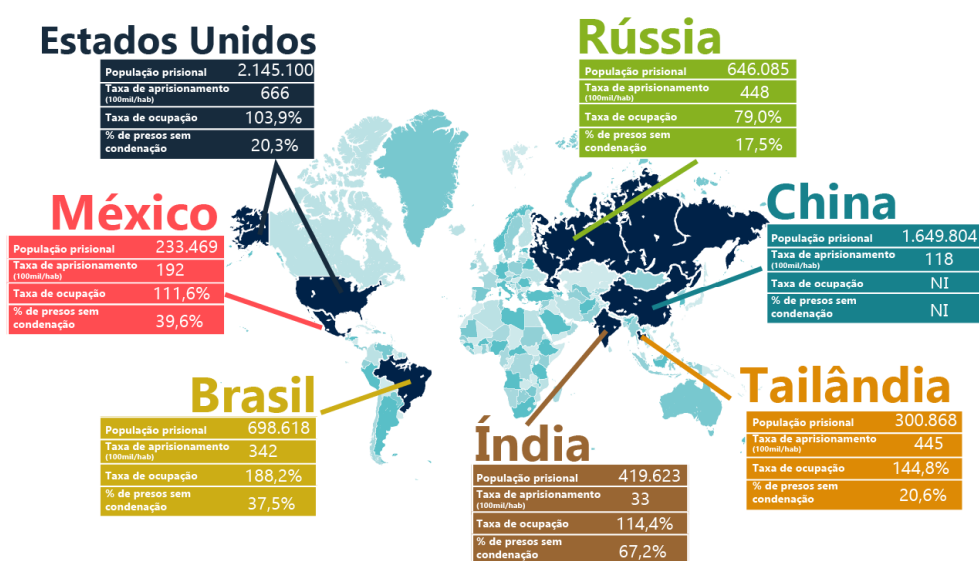 Estados Unidos
População prisional 2.145.100
Taxa de aprisionamento
(100mil/hab) 666
Taxa de ocupação 103,9%
% de presos sem
condenação 20,3%
Rússia
População prisional 646.085
Taxa de aprisionamento
(100mil/hab) 448
Taxa de ocupação 79,0%
% de presos sem
condenação 17,5%
México
População prisional 233.469
Taxa de aprisionamento
(100mil/hab) 192
Taxa de ocupação 111,6%
% de presos sem
condenação 39,6%
China
População prisional 1.649.804
Taxa de aprisionamento
(100mil/hab) 118
Taxa de ocupação NI
% de presos sem
condenação NI
Brasil
População prisional 698.618
Taxa de aprisionamento
(100mil/hab) 342
Taxa de ocupação 188,2%
% de presos sem
condenação 37,5%
Índia
População prisional 419.623
Taxa de aprisionamento
(100mil/hab) 33
Taxa de ocupação 114,4%
% de presos sem
condenação 67,2%
Tailândia
População prisional 300.868
Taxa de aprisionamento
(100mil/hab) 445
Taxa de ocupação 144,8%
% de presos sem
condenação 20,6%